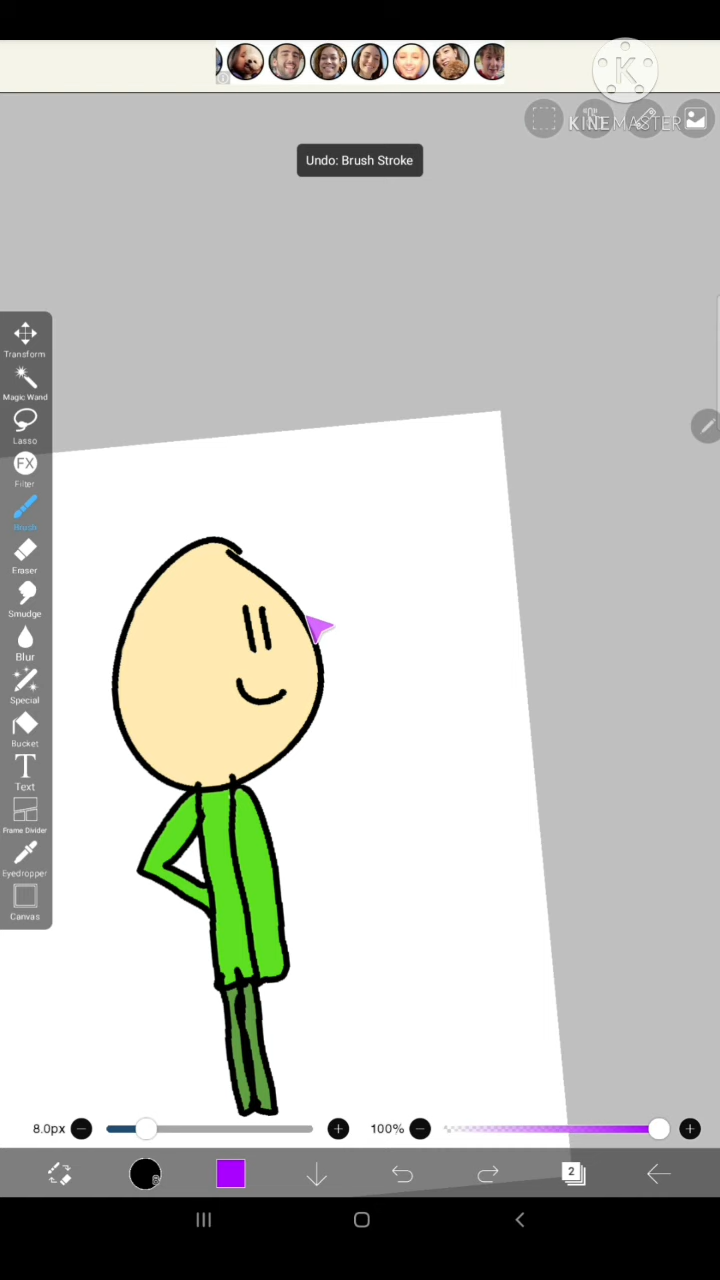 K
KINEMASTER
Undo: Brush Stroke
Transform
Magic Wand
Lasso
FX
Filter
Brush
Eraser
Smudge
Blur
Special
Bucket
T
Text
Frame Divider
Eyedropper
Canvas
8.0px
100%
2